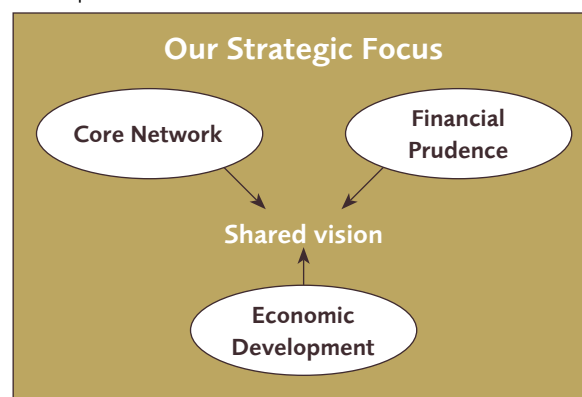 Our Strategic Focus
Core Network
Financial
Prudence
Shared vision
Economic
Development